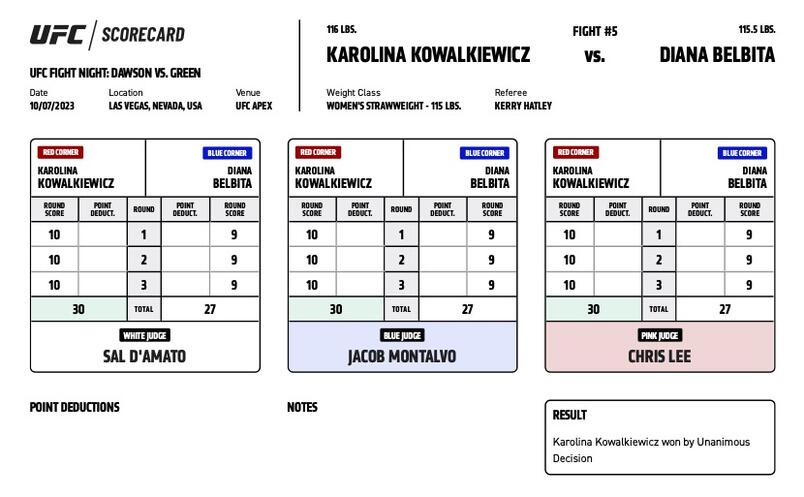 UFC / SCORECARD
UFC FIGHT NIGHT: DAWSON VS. GREEN
Date Location Venue
10/07/2023 LAS VEGAS, NEVADA, USA UFC APEX
116 LBS. FIGHT #5 115.5 LBS.
KAROLINA KOWALKIEWICZ vs. DIANA BELBITA
Weight Class Referee
WOMEN'S STRAWWEIGHT - 115 LBS. KERRY HATLEY
RED CORNER BLUE CORNER
KAROLINA DIANA
KOWALKIEWICZ BELBITA
ROUND POINT ROUND POINT ROUND
SCORE DEDUCT. DEDUCT. SCORE
10 1 9
10 2 9
10 3 9
30 TOTAL 27
WHITE JUDGE
SAL D'AMATO
RED CORNER BLUE CORNER
KAROLINA DIANA
KOWALKIEWICZ BELBITA
ROUND POINT ROUND POINT ROUND
SCORE DEDUCT. DEDUCT. SCORE
10 1 9
10 2 9
10 3 9
30 TOTAL 27
BLUE JUDGE
JACOB MONTALVO
RED CORNER BLUE CORNER
KAROLINA DIANA
KOWALKIEWICZ BELBITA
ROUND POINT ROUND POINT ROUND
SCORE DEDUCT. DEDUCT. SCORE
10 1 9
10 2 9
10 3 9
30 TOTAL 27
PINK JUDGE
CHRIS LEE
POINT DEDUCTIONS
NOTES
RESULT
Karolina Kowalkiewicz won by Unanimous
Decision